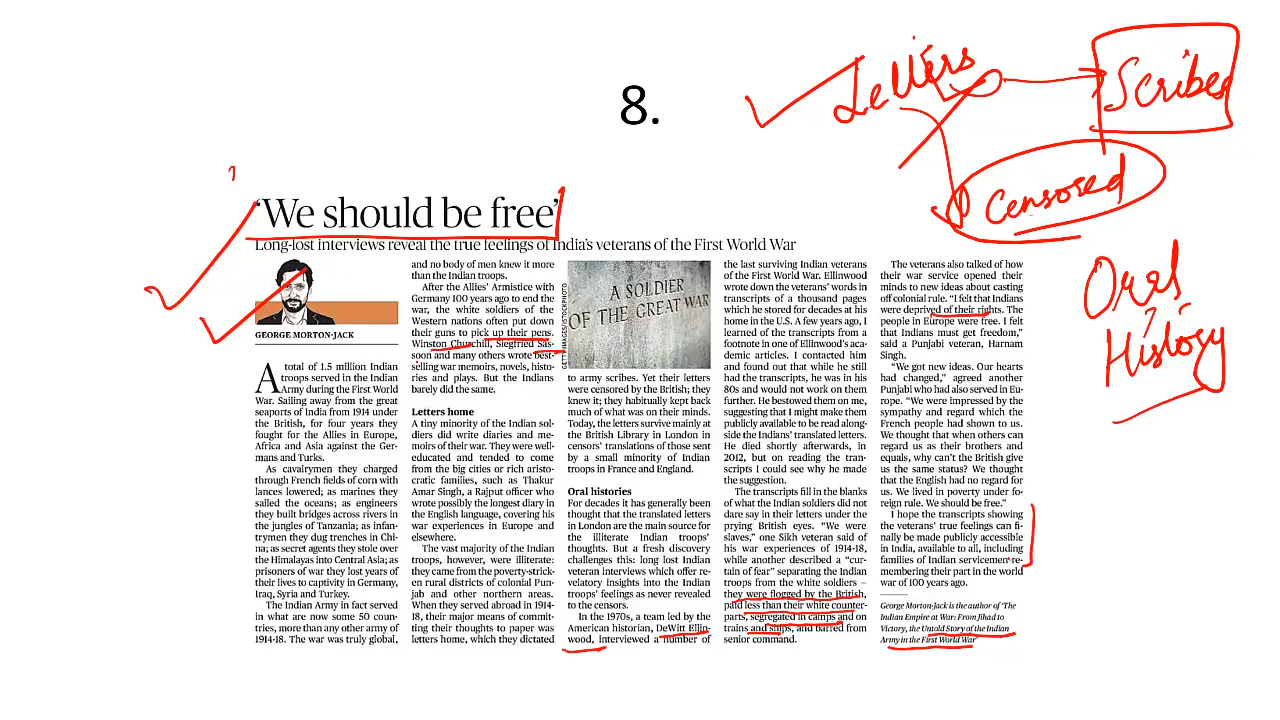 8.
Letters
Scribes
Censored
Oral
History
'We should be free'
Long-lost interviews reveal the true feelings of India's veterans of the First World War
GEORGE MORTON-JACK
A total of 1.5 million Indian
troops served in the Indian
Army during the First World
War. Sailing away from the great
seaports of India from 1914 under
the British, for four years they
fought for the Allies in Europe,
Africa and Asia against the Ger-
mans and Turks.
As cavalrymen they charged
through French fields of corn with
lances lowered; as marines they
sailed the oceans; as engineers
they built bridges across rivers in
the jungles of Tanzania; as infan-
trymen they dug trenches in Chi-
na; as secret agents they stole over
the Himalayas into Central Asia; as
prisoners of war they lost years of
their lives to captivity in Germany,
Iraq, Syria and Turkey.
The Indian Army in fact served
in what are now some 50 coun-
tries, more than any other army of
1914-18. The war was truly global,
and no body of men knew it more
than the Indian troops.
After the Allies' Armistice with
Germany 100 years ago to end the
war, the white soldiers of the
Western nations often put down
their guns to pick up their pens.
Winston Churchill, Siegfried Sas-
soon and many others wrote best-
selling war memoirs, novels, histo-
ries and plays. But the Indians
barely did the same.
Letters home
A tiny minority of the Indian sol-
diers did write diaries and me-
moirs of their war. They were well-
educated and tended to come
from the big cities or rich aristo-
cratic families, such as Thakur
Amar Singh, a Rajput officer who
wrote possibly the longest diary in
the English language, covering his
war experiences in Europe and
elsewhere.
The vast majority of the Indian
troops, however, were illiterate:
they came from the poverty-strick-
en rural districts of colonial Pun-
jab and other northern areas.
When they served abroad in 1914-
18, their major means of commit-
ting their thoughts to paper was
letters home, which they dictated
A SOLDIER
OF THE GREAT WAR
GETTY IMAGES/ISTOCKPHOTO
to army scribes. Yet their letters
were censored by the British; they
knew it; they habitually kept back
much of what was on their minds.
Today, the letters survive mainly at
the British Library in London in
censors' translations of those sent
by a small minority of Indian
troops in France and England.
Oral histories
For decades it has generally been
thought that the translated letters
in London are the main source for
the illiterate Indian troops'
thoughts. But a fresh discovery
challenges this: long lost Indian
veteran interviews which offer re-
velatory insights into the Indian
troops' feelings as never revealed
to the censors.
In the 1970s, a team led by the
American historian, DeWitt Ellin-
wood, interviewed a number of
the last surviving Indian veterans
of the First World War. Ellinwood
wrote down the veterans' words in
transcripts of a thousand pages
which he stored for decades at his
home in the U.S. A few years ago, I
learned of the transcripts from a
footnote in one of Ellinwood's aca-
demic articles. I contacted him
and found out that while he still
had the transcripts, he was in his
80s and would not work on them
further. He bestowed them on me,
suggesting that I might make them
publicly available to be read along-
side the Indians' translated letters.
He died shortly afterwards, in
2012, but on reading the tran-
scripts I could see why he made
the suggestion.
The transcripts fill in the blanks
of what the Indian soldiers did not
dare say in their letters under the
prying British eyes. "We were
slaves," one Sikh veteran said of
his war experiences of 1914-18,
while another described a "cur-
tain of fear" separating the Indian
troops from the white soldiers –
they were flogged by the British,
paid less than their white counter-
parts, segregated in camps and on
trains and ships, and barred from
senior command.
The veterans also talked of how
their war service opened their
minds to new ideas about casting
off colonial rule. "I felt that Indians
were deprived of their rights. The
people in Europe were free. I felt
that Indians must get freedom,"
said a Punjabi veteran, Harnam
Singh.
"We got new ideas. Our hearts
had changed," agreed another
Punjabi who had also served in Eu-
rope. "We were impressed by the
sympathy and regard which the
French people had shown to us.
We thought that when others can
regard us as their brothers and
equals, why can't the British give
us the same status? We thought
that the English had no regard for
us. We lived in poverty under fo-
reign rule. We should be free."
I hope the transcripts showing
the veterans' true feelings can fi-
nally be made publicly accessible
in India, available to all, including
families of Indian servicemen re-
membering their part in the world
war of 100 years ago.
George Morton-Jack is the author of 'The
Indian Empire at War: From Jihad to
Victory, the Untold Story of the Indian
Army in the First World War'